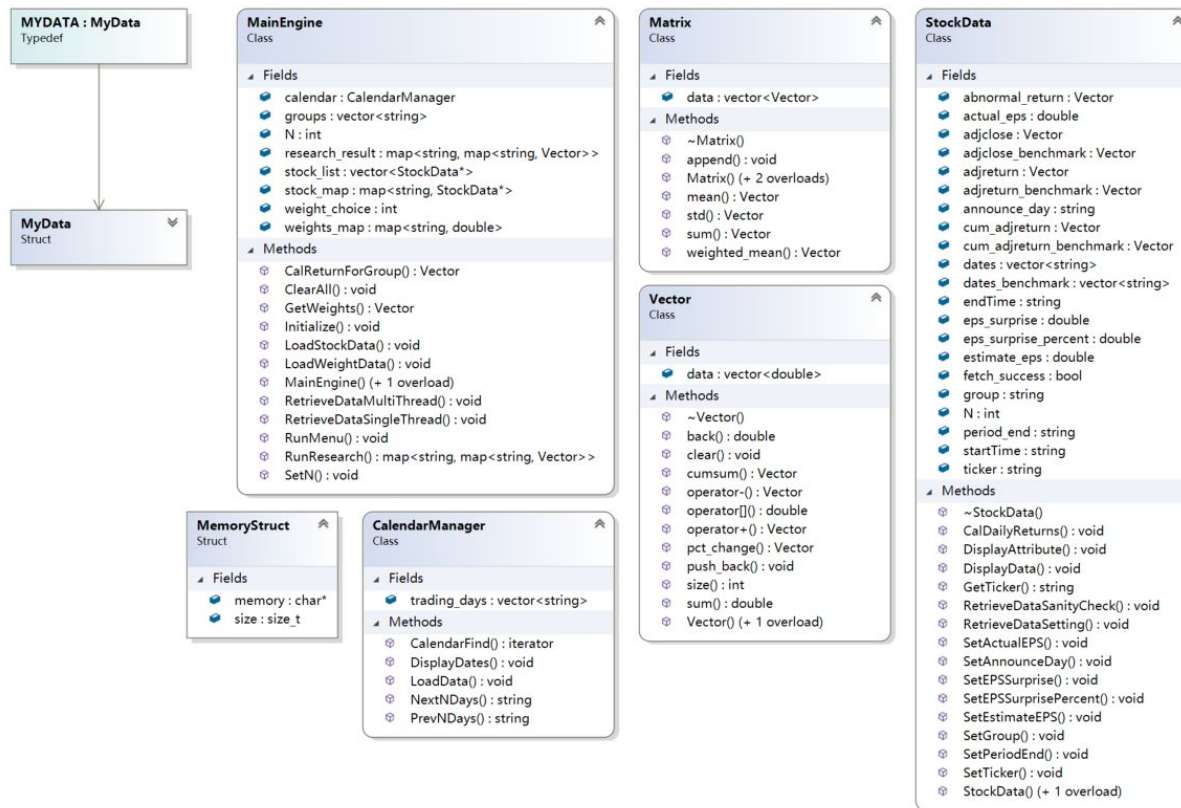 MYDATA : MyData
Typedef
MyData
Struct
MainEngine
Class
Fields
calendar : CalendarManager
groups : vector<string>
N : int
research_result : map<string, map<string, Vector>>
stock_list : vector<StockData*>
stock_map : map<string, StockData*>
weight_choice : int
weights_map : map<string, double>
Methods
CalReturnForGroup() : Vector
ClearAll() : void
GetWeights() : Vector
Initialize() : void
LoadStockData() : void
LoadWeightData() : void
MainEngine() (+ 1 overload)
RetrieveDataMultiThread() : void
RetrieveDataSingleThread() : void
RunMenu() : void
RunResearch() : map<string, map<string, Vector>>
SetN() : void
MemoryStruct
Struct
Fields
memory : char*
size : size_t
CalendarManager
Class
Fields
trading_days : vector<string>
Methods
CalendarFind() : iterator
DisplayDates() : void
LoadData() : void
NextNDays() : string
PrevNDays() : string
Matrix
Class
Fields
data : vector<Vector>
Methods
~Matrix()
append() : void
Matrix() (+ 2 overloads)
mean() : Vector
std() : Vector
sum() : Vector
weighted_mean() : Vector
Vector
Class
Fields
data : vector<double>
Methods
~Vector()
back() : double
clear() : void
cumsum() : Vector
operator-() : Vector
operator[]() : double
operator+() : Vector
pct_change() : Vector
push_back() : void
size() : int
sum() : double
Vector() (+ 1 overload)
StockData
Class
Fields
abnormal_return : Vector
actual_eps : double
adjclose : Vector
adjclose_benchmark : Vector
adjreturn : Vector
adjreturn_benchmark : Vector
announce_day : string
cum_adjreturn : Vector
cum_adjreturn_benchmark : Vector
dates : vector<string>
dates_benchmark : vector<string>
endTime : string
eps_surprise : double
eps_surprise_percent : double
estimate_eps : double
fetch_success : bool
group : string
N : int
period_end : string
startTime : string
ticker : string
Methods
~StockData()
CalDailyReturns() : void
DisplayAttribute() : void
DisplayData() : void
GetTicker() : string
RetrieveDataSanityCheck() : void
RetrieveDataSetting() : void
SetActualEPS() : void
SetAnnounceDay() : void
SetEPSSurprise() : void
SetEPSSurprisePercent() : void
SetEstimateEPS() : void
SetGroup() : void
SetPeriodEnd() : void
SetTicker() : void
StockData() (+ 1 overload)